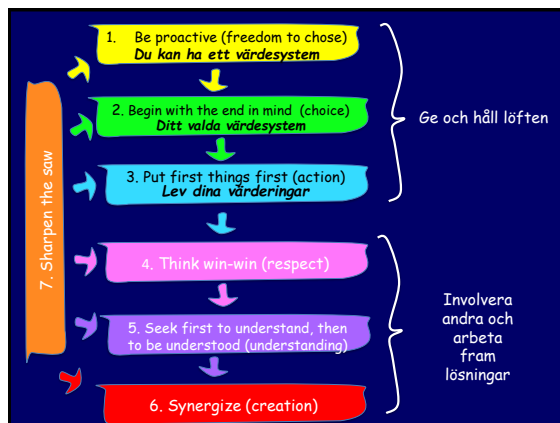 1. Be proactive (freedom to chose)
Du kan ha ett värdesystem
2. Begin with the end in mind (choice)
Ditt valda värdesystem
3. Put first things first (action)
Lev dina värderingar
Ge och håll löften
7. Sharpen the saw
4. Think win-win (respect)
5. Seek first to understand, then
to be understood (understanding)
6. Synergize (creation)
Involvera
andra och
arbeta
fram
lösningar